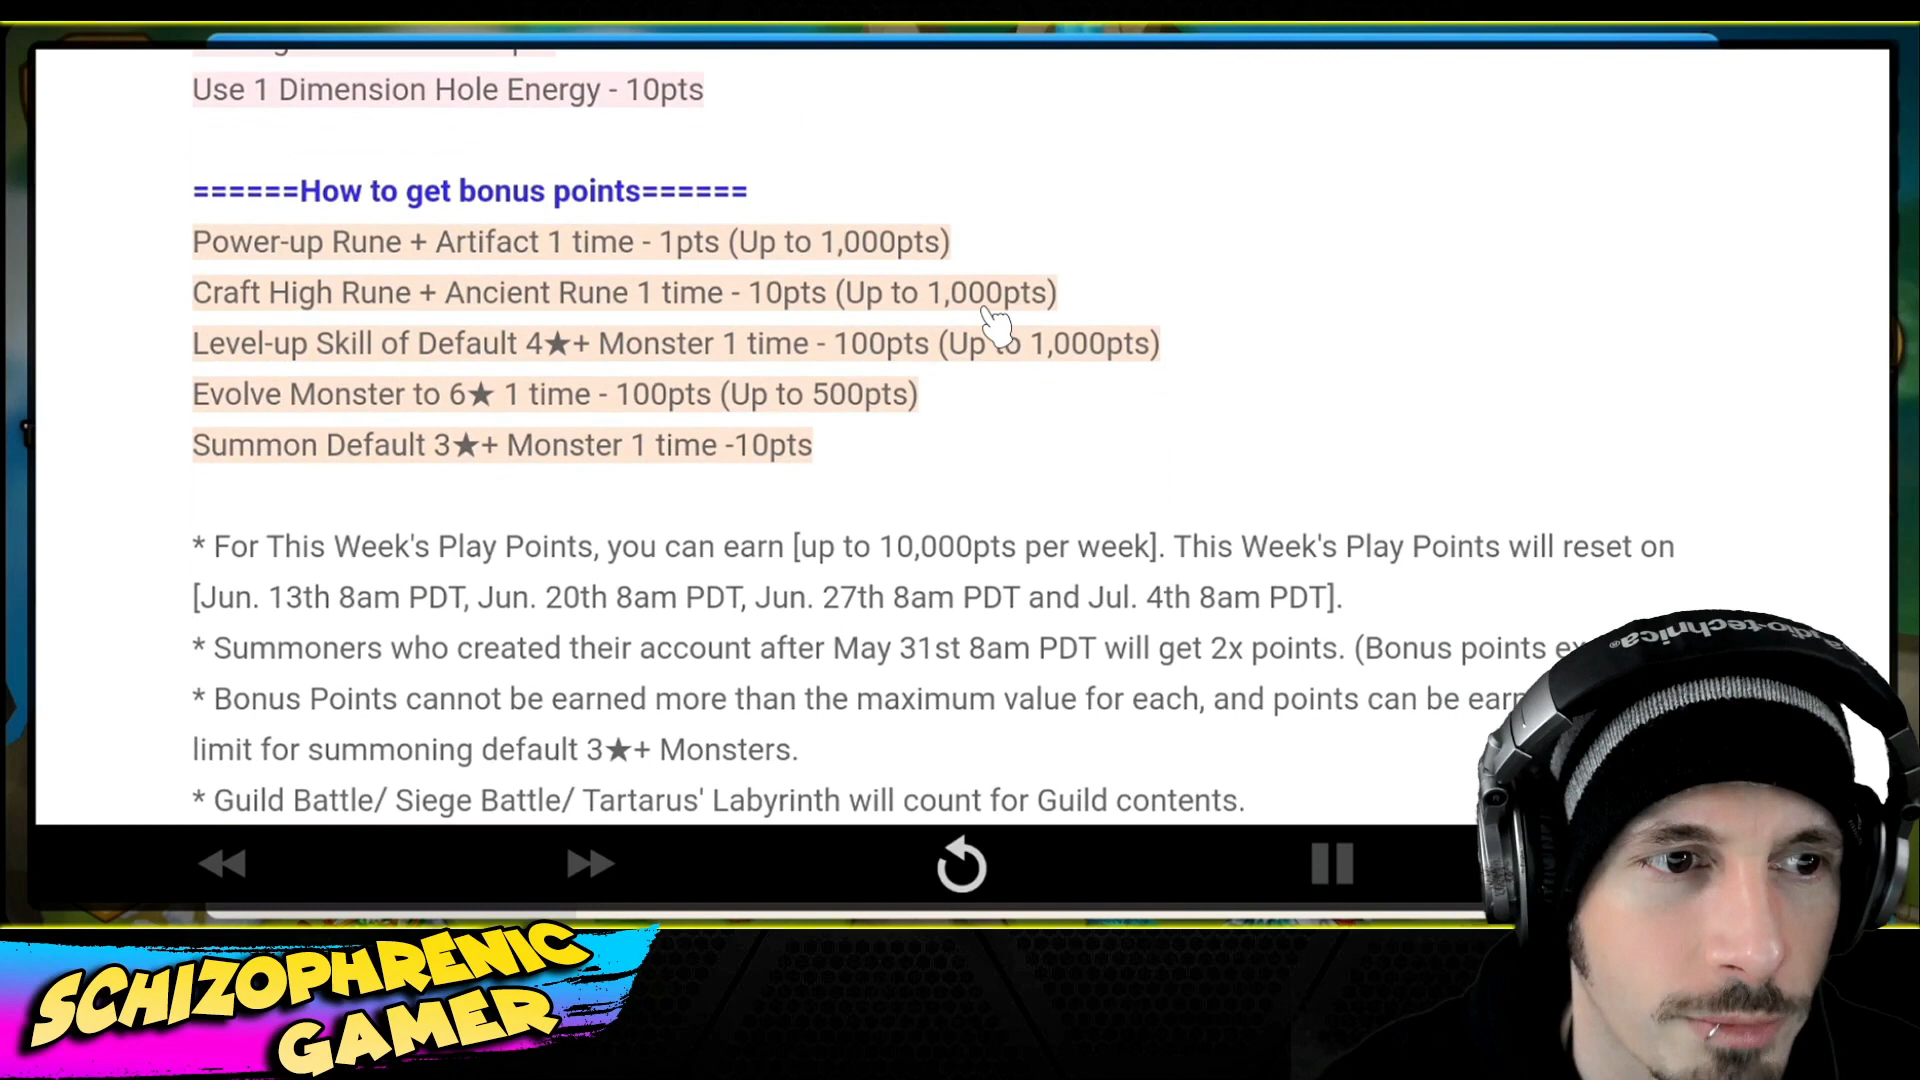 Use 1 Dimension Hole Energy - 10pts
======How to get bonus points======
Power-up Rune + Artifact 1 time - 1pts (Up to 1,000pts)
Craft High Rune + Ancient Rune 1 time - 10pts (Up to 1,000pts)
Level-up Skill of Default 4★+ Monster 1 time - 100pts (Up to 1,000pts)
Evolve Monster to 6★ 1 time - 100pts (Up to 500pts)
Summon Default 3★+ Monster 1 time -10pts
* For This Week's Play Points, you can earn [up to 10,000pts per week]. This Week's Play Points will reset on
[Jun. 13th 8am PDT, Jun. 20th 8am PDT, Jun. 27th 8am PDT and Jul. 4th 8am PDT].
* Summoners who created their account after May 31st 8am PDT will get 2x points. (Bonus points
* Bonus Points cannot be earned more than the maximum value for each, and points can be
limit for summoning default 3★+ Monsters.
* Guild Battle/ Siege Battle/ Tartarus' Labyrinth will count for Guild contents.
audio-technica
SCHIZOPHRENIC
GAMER